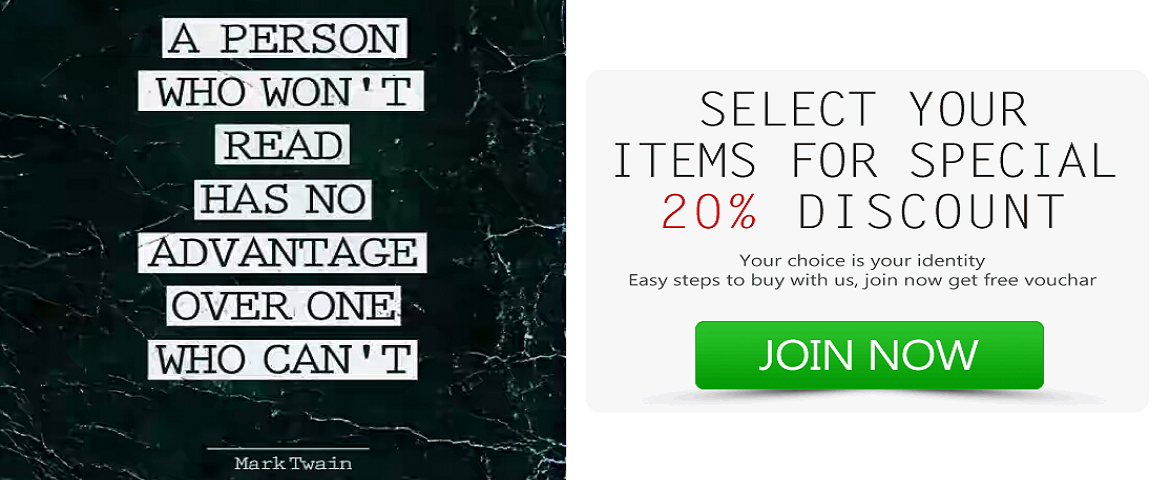 A PERSON
WHO WON'T
READ
HAS NO
ADVANTAGE
OVER ONE
WHO CAN'T
Mark Twain
SELECT YOUR
ITEMS FOR SPECIAL
20% DISCOUNT
Your choice is your identity
Easy steps to buy with us, join now get free vouchar
JOIN NOW